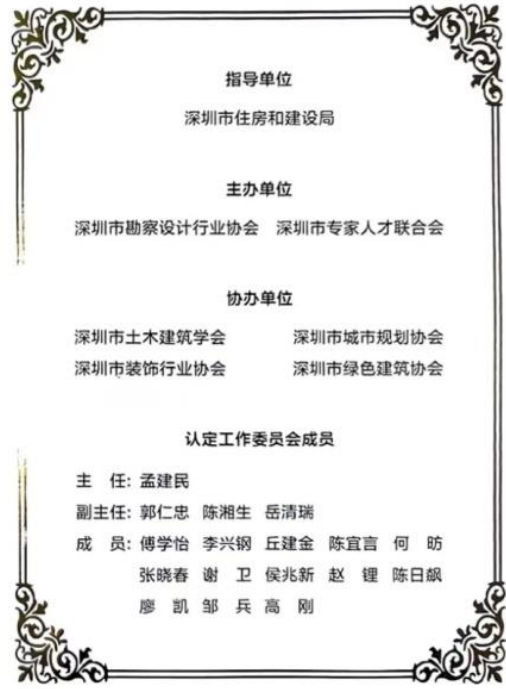 指导单位
深圳市住房和建设局
主办单位
深圳市勘察设计行业协会 深圳市专家人才联合会
协办单位
深圳市土木建筑学会 深圳市城市规划协会
深圳市装饰行业协会 深圳市绿色建筑协会
认定工作委员会成员
主 任: 孟建民
副主任: 郭仁忠 陈湘生 岳清瑞
成 员: 傅学怡 李兴钢 丘建金 陈宜言 何 昉
张晓春 谢 卫 侯兆新 赵 锂 陈日飙
廖 凯 邹 兵 高 刚